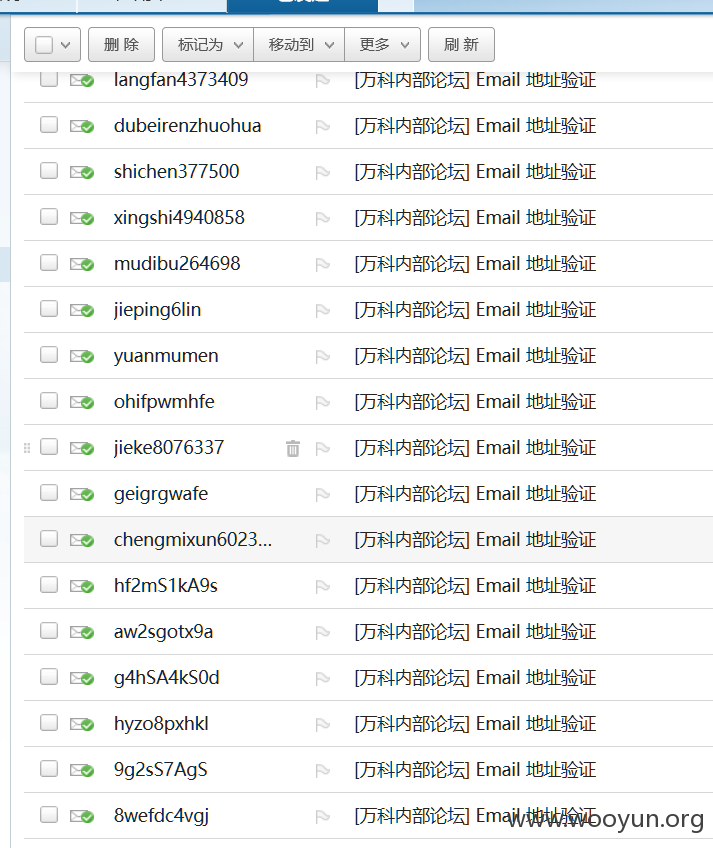 删 除 标记为 移动到 更多 刷 新
langfan4373409 [万科内部论坛] Email 地址验证
dubeirenzhuohua [万科内部论坛] Email 地址验证
shichen377500 [万科内部论坛] Email 地址验证
xingshi4940858 [万科内部论坛] Email 地址验证
mudibu264698 [万科内部论坛] Email 地址验证
jieping6lin [万科内部论坛] Email 地址验证
yuanmumen [万科内部论坛] Email 地址验证
ohifpwmhfe [万科内部论坛] Email 地址验证
jieke8076337 [万科内部论坛] Email 地址验证
geigrgwafe [万科内部论坛] Email 地址验证
chengmixun6023... [万科内部论坛] Email 地址验证
hf2mS1kA9s [万科内部论坛] Email 地址验证
aw2sgotx9a [万科内部论坛] Email 地址验证
g4hSA4kS0d [万科内部论坛] Email 地址验证
hyzo8pxhkl [万科内部论坛] Email 地址验证
9g2sS7AgS [万科内部论坛] Email 地址验证
8wefdc4vgj [万科内部论坛] Email 地址验证
www.wooyun.org